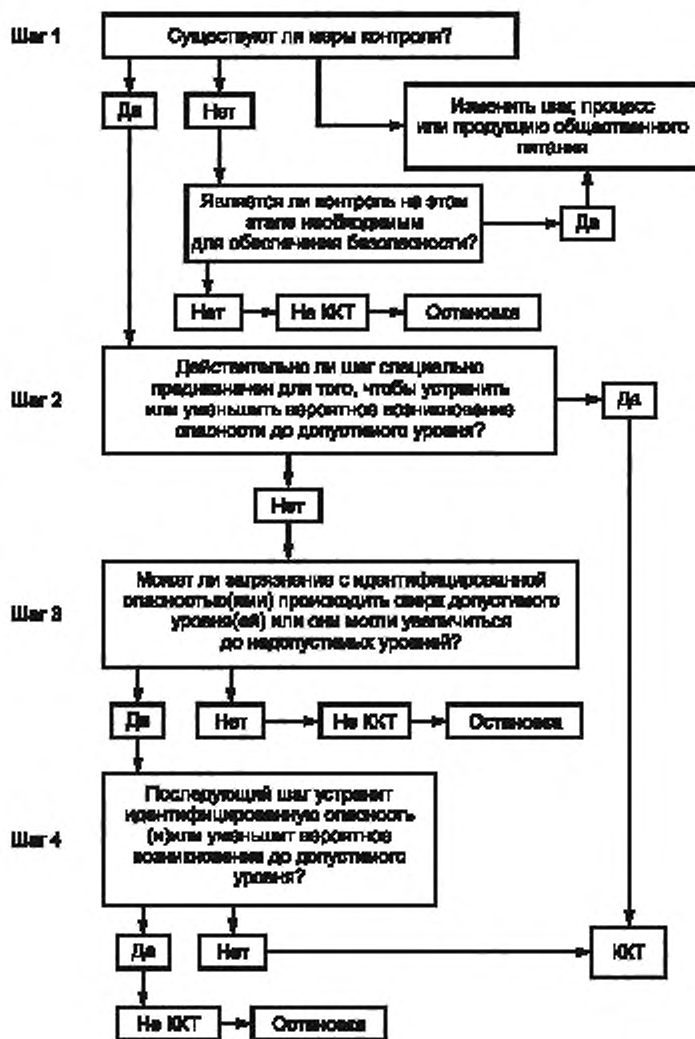 Шаг 1
Существуют ли меры контроля?
Да
Нет
Изменить шаг, процесс
или продукцию общественного
питания
Является ли контроль на этом
этапе необходимым
для обеспечения безопасности?
Да
Нет
Не ККТ
Остановка
Шаг 2
Действительно ли шаг специально
предназначен для того, чтобы устранить
или уменьшить вероятное возникновение
опасности до допустимого уровня?
Да
Нет
Шаг 3
Может ли загрязнение с идентифицированной
опасностью(ями) происходить сверх допустимого
уровня(ей) или они могли увеличиться
до недопустимых уровней?
Да
Нет
Не ККТ
Остановка
Шаг 4
Последующий шаг устранит
идентифицированную опасность
(и)или уменьшит вероятное
возникновение до допустимого
уровня?
Да
Нет
ККТ
Не ККТ
Остановка